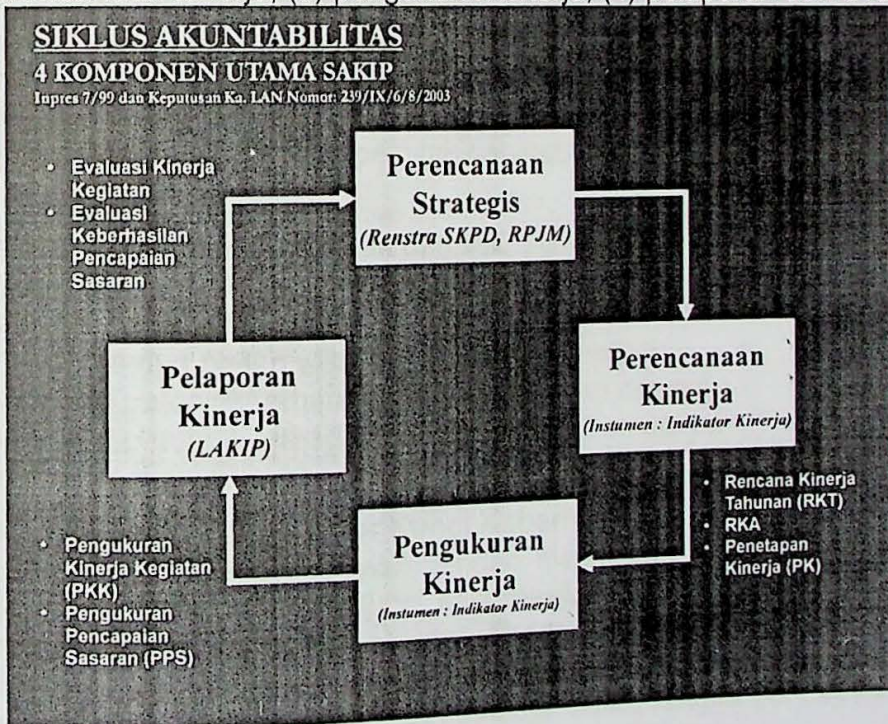 SIKLUS AKUNTABILITAS
4 KOMPONEN UTAMA SAKIP
Inpres 7/99 dan Keputusan Ka. LAN Nomor: 239/IX/6/8/2003
• Evaluasi Kinerja
Kegiatan
• Evaluasi
Keberhasilan
Pencapaian
Sasaran
Perencanaan
Strategis
(Renstra SKPD, RPJM)
Perencanaan
Kinerja
(Instumen : Indikator Kinerja)
• Rencana Kinerja
Tahunan (RKT)
• RKA
• Penetapan
Kinerja (PK)
Pengukuran
Kinerja
(Instumen : Indikator Kinerja)
• Pengukuran
Kinerja Kegiatan
(PKK)
• Pengukuran
Pencapaian
Sasaran (PPS)
Pelaporan
Kinerja
(LAKIP)